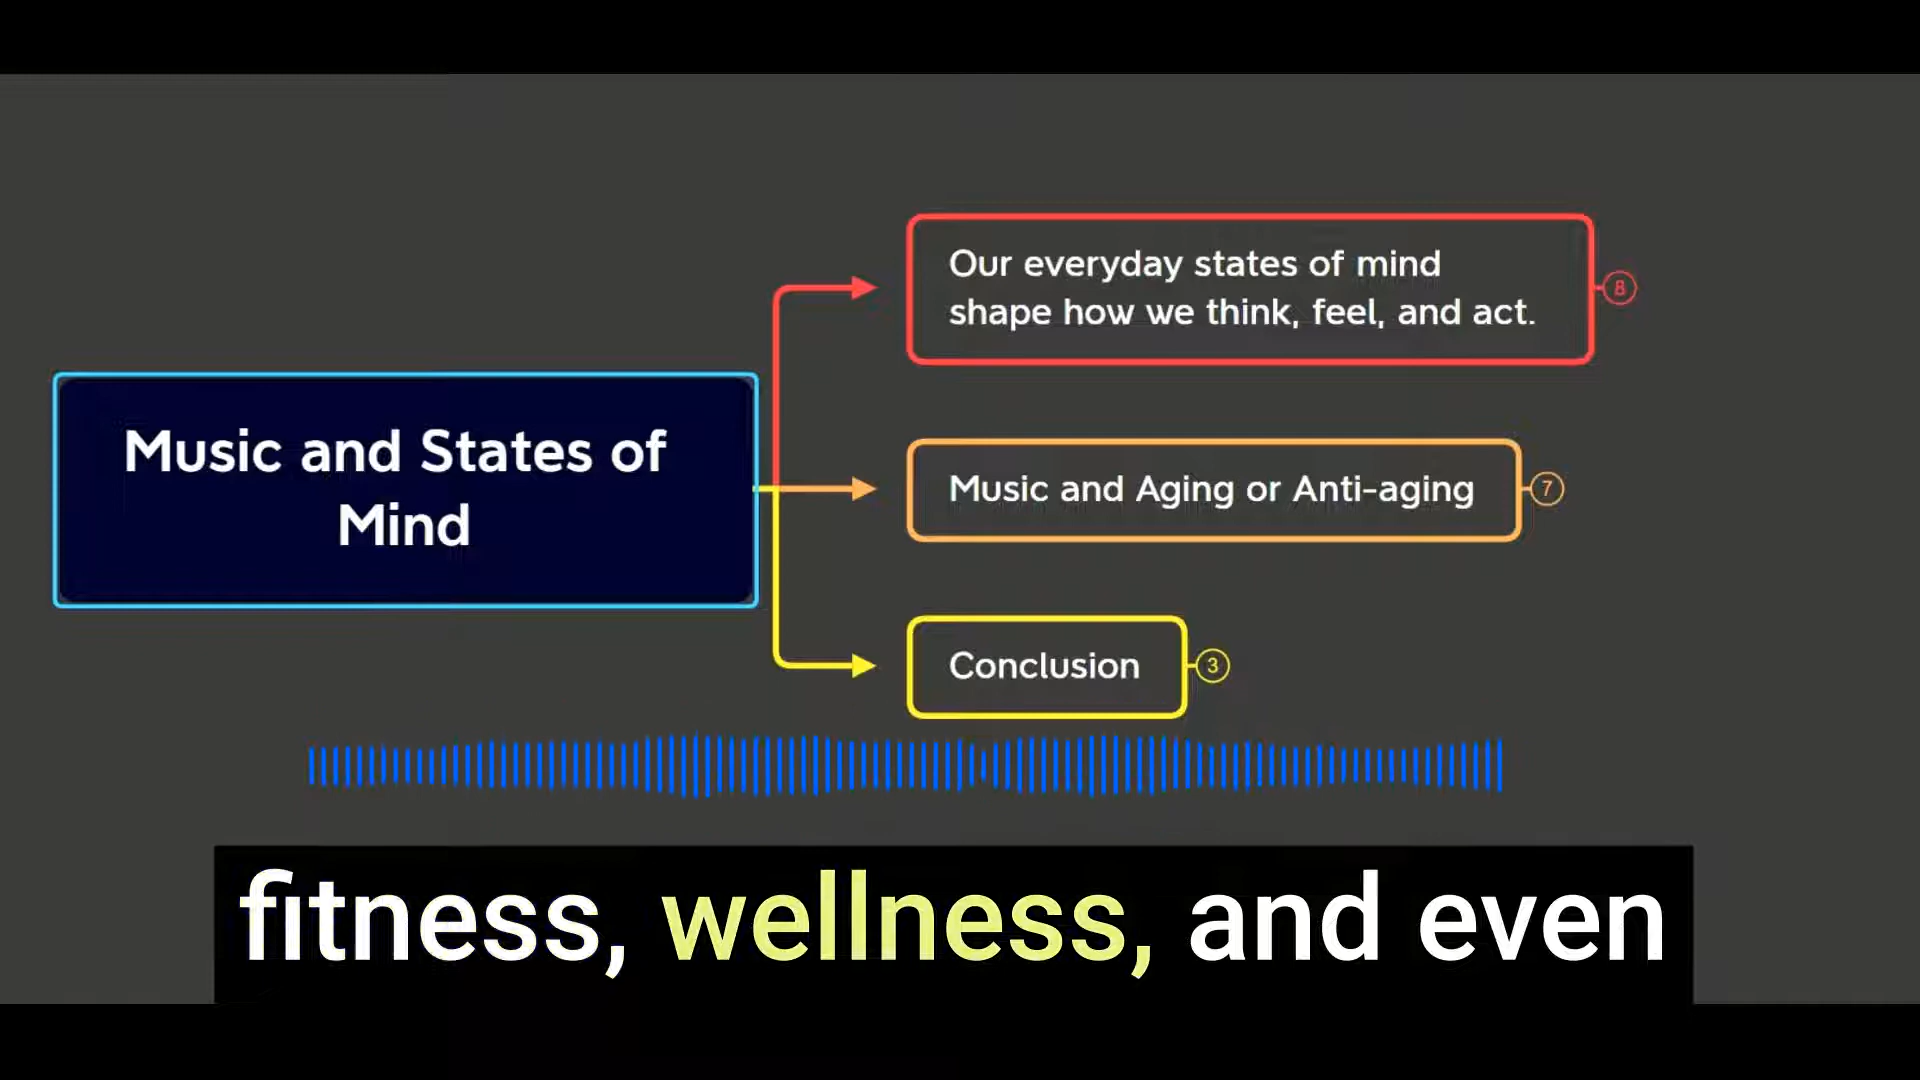 Music and States of
Mind
Our everyday states of mind
shape how we think, feel, and act.
8
Music and Aging or Anti-aging
7
Conclusion
3
fitness, wellness, and even